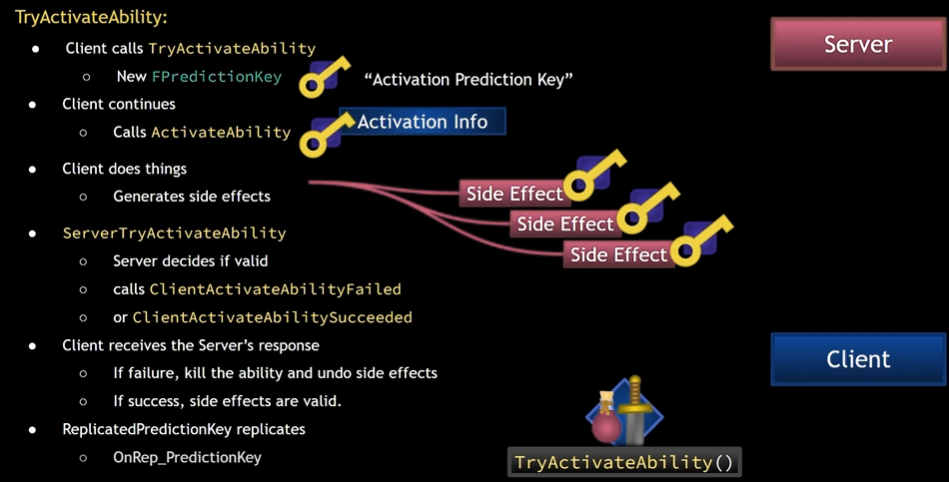 TryActivateAbility:
Server
Client calls TryActivateAbility
New FPredictionKey
“Activation Prediction Key”
Client continues
Calls ActivateAbility
Activation Info
Client does things
Generates side effects
Side Effect
Side Effect
Side Effect
ServerTryActivateAbility
Server decides if valid
calls ClientActivateAbilityFailed
or ClientActivateAbilitySucceeded
Client receives the Server’s response
If failure, kill the ability and undo side effects
If success, side effects are valid.
ReplicatedPredictionKey replicates
OnRep_PredictionKey
Client
TryActivateAbility()